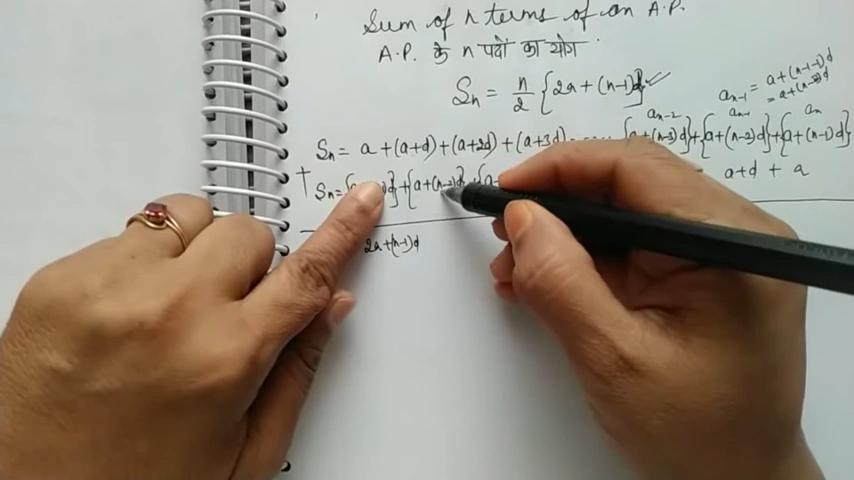 Sum of n terms of an A.P.
A.P. के n पदों का योग
Sn = n/2 {2a + (n-1)d} ✓
an-1 = a + (n-1-1)d
= a + (n-2)d
an-2 an-1 an
Sn = a + (a+d) + (a+2d) + (a+3d) {a+(n-3)d} + {a+(n-2)d} + {a+(n-1)d}
+ Sn = { d} + {a+(n-2)d} + {a a+d + a
2a+(n-1)d